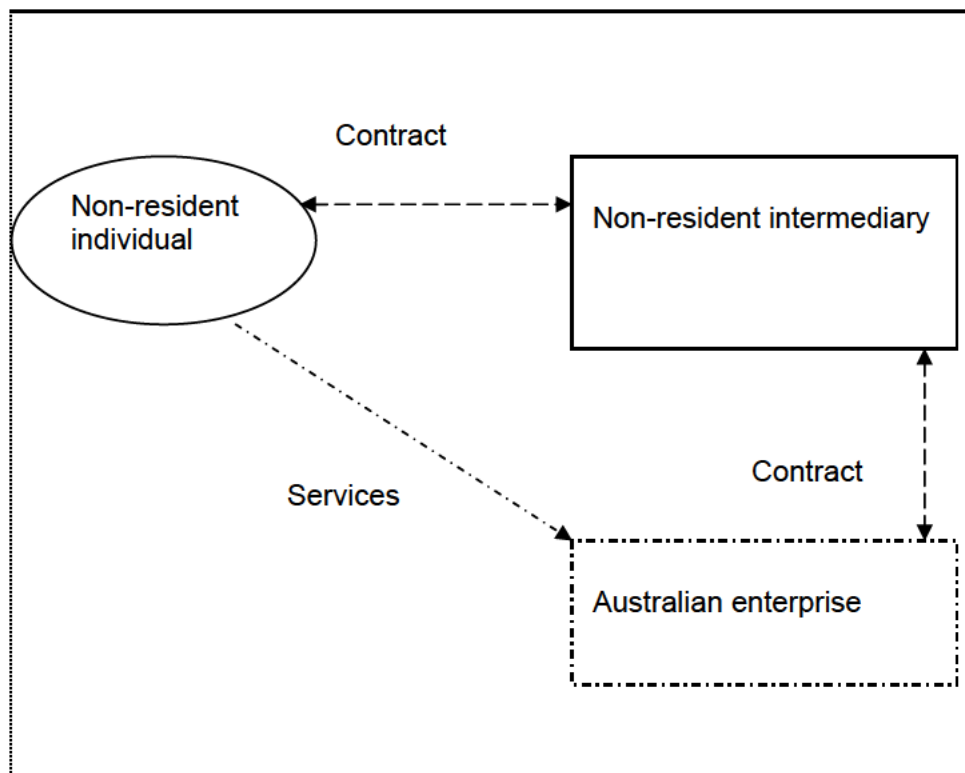 Contract
Non-resident
individual
Non-resident intermediary
Services
Contract
Australian enterprise